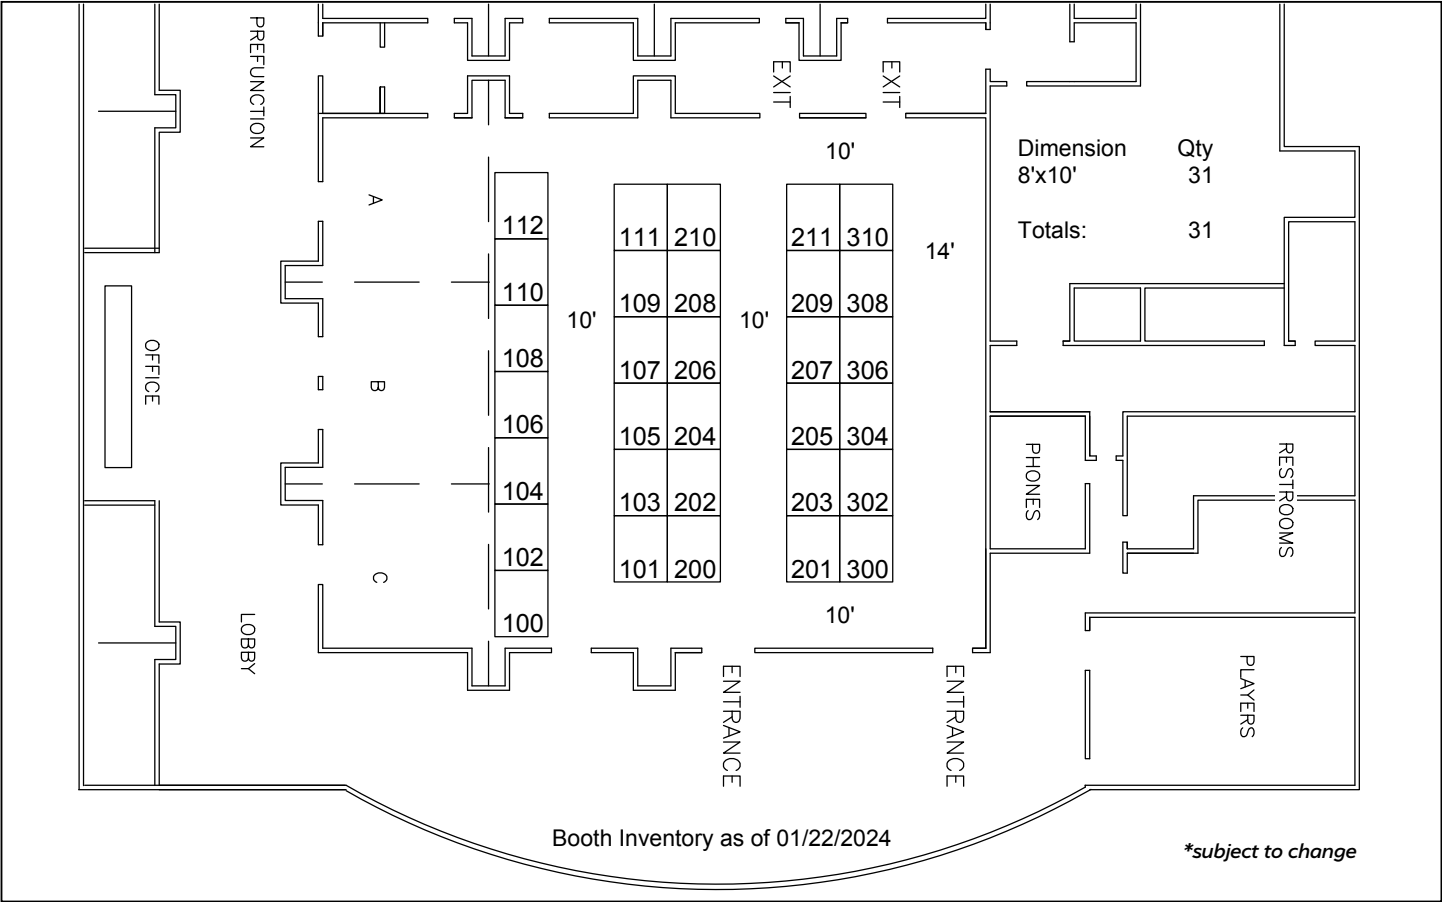 PREFUNCTION
EXIT
EXIT
10'
Dimension Qty
8'x10' 31
Totals: 31
A
112
111 210
211 310
14'
110
109 208
209 308
10'
10'
OFFICE
108
107 206
207 306
B
106
105 204
205 304
PHONES
RESTROOMS
104
103 202
203 302
102
101 200
201 300
C
100
10'
LOBBY
ENTRANCE
ENTRANCE
PLAYERS
Booth Inventory as of 01/22/2024
*subject to change